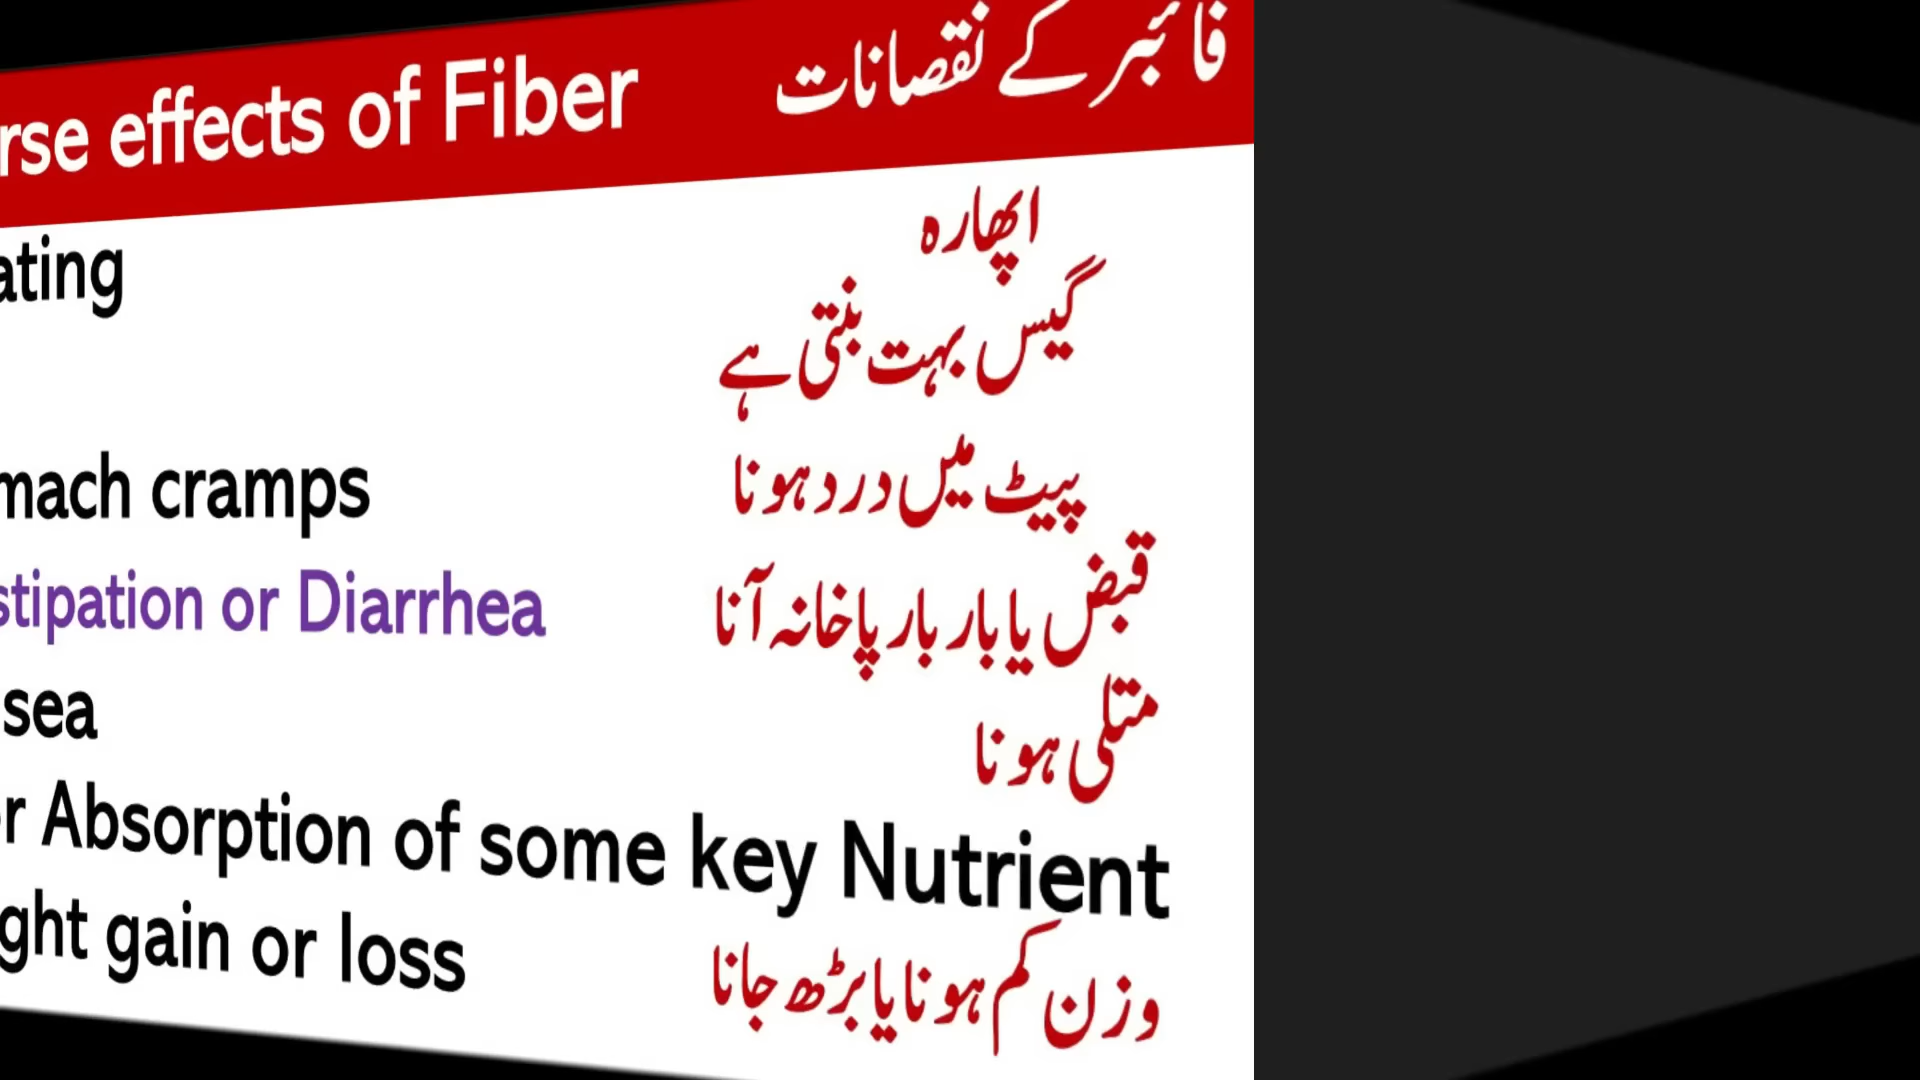 rse effects of Fiber فائبر کے نقصانات
ating اپھارہ
گیس بہت بنتی ہے
mach cramps پیٹ میں درد ہونا
stipation or Diarrhea قبض یا بار بار پاخانہ آنا
sea متلی ہونا
r Absorption of some key Nutrient
ght gain or loss وزن کم ہونا یا بڑھ جانا